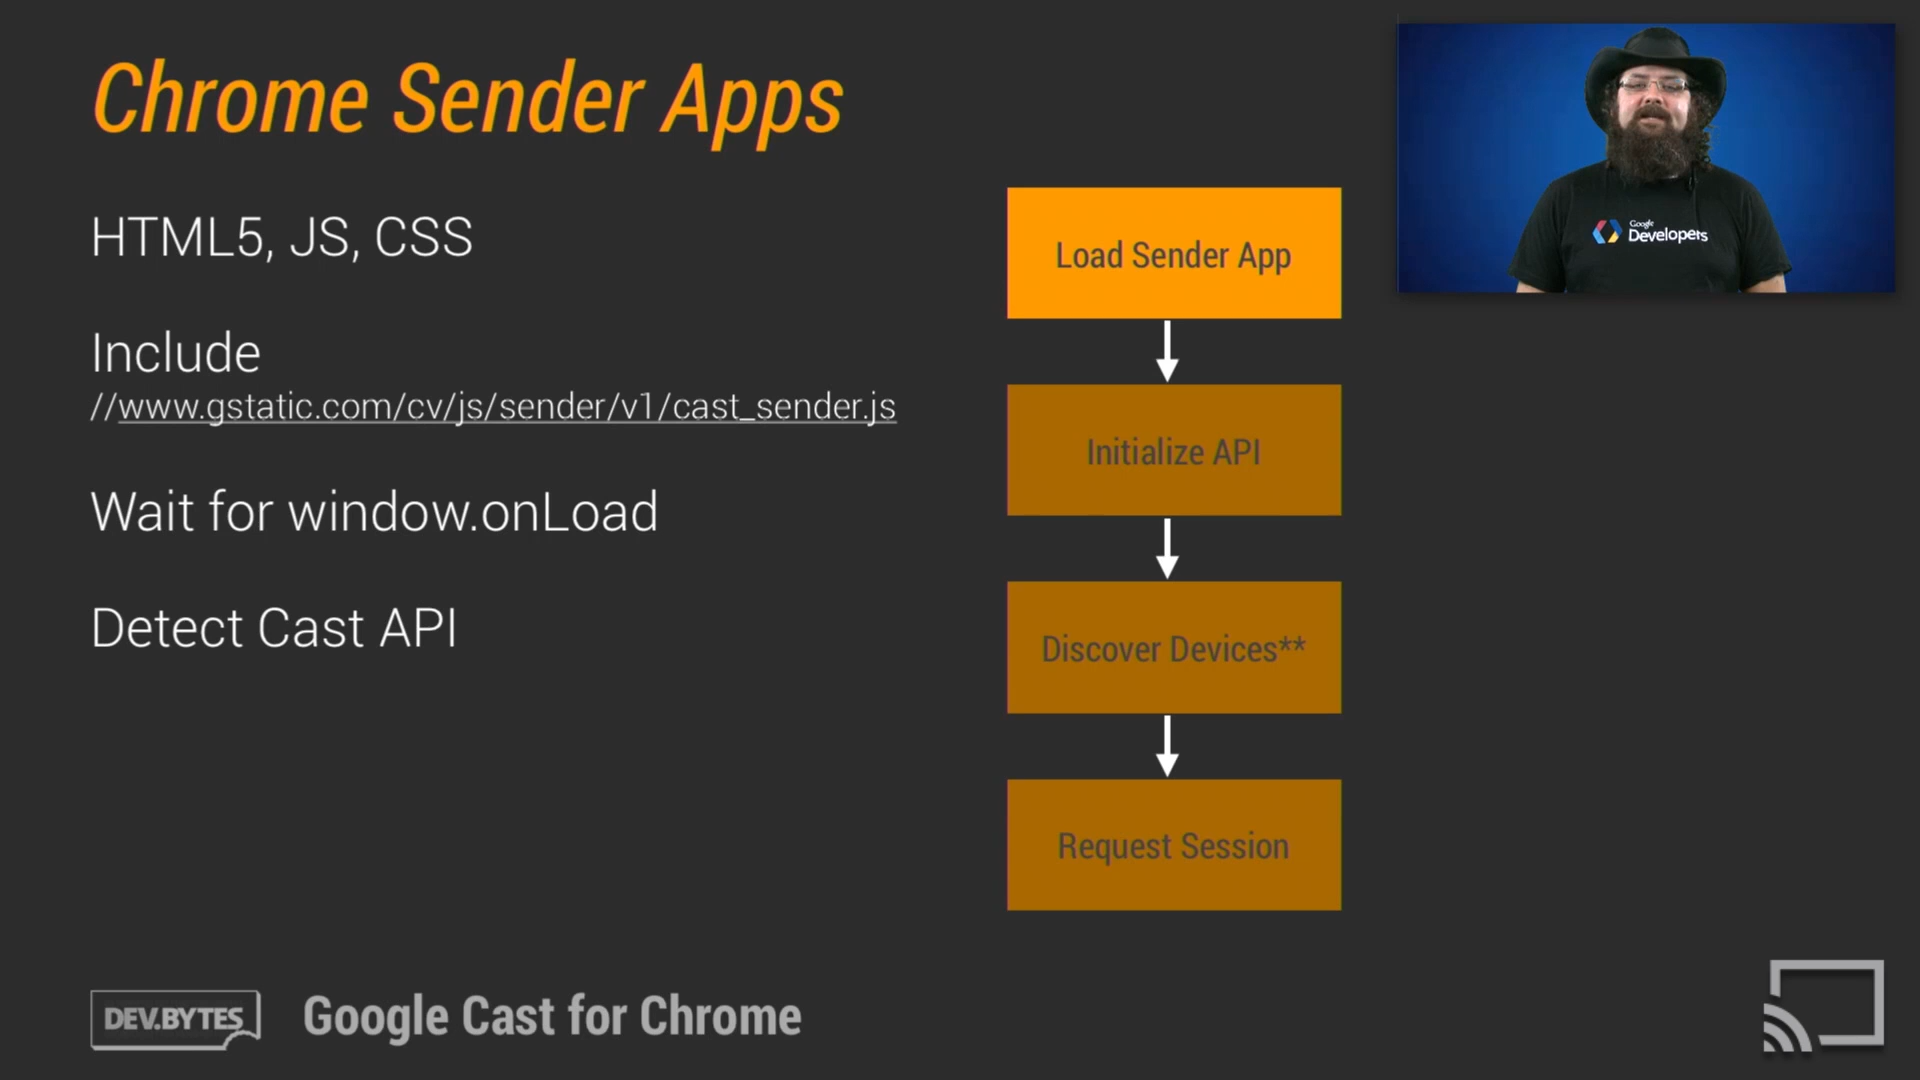 Chrome Sender Apps
HTML5, JS, CSS
Include
//www.gstatic.com/cv/js/sender/v1/cast_sender.js
Wait for window.onLoad
Detect Cast API
Load Sender App
Initialize API
Discover Devices**
Request Session
Google
Developers
DEV.BYTES
Google Cast for Chrome